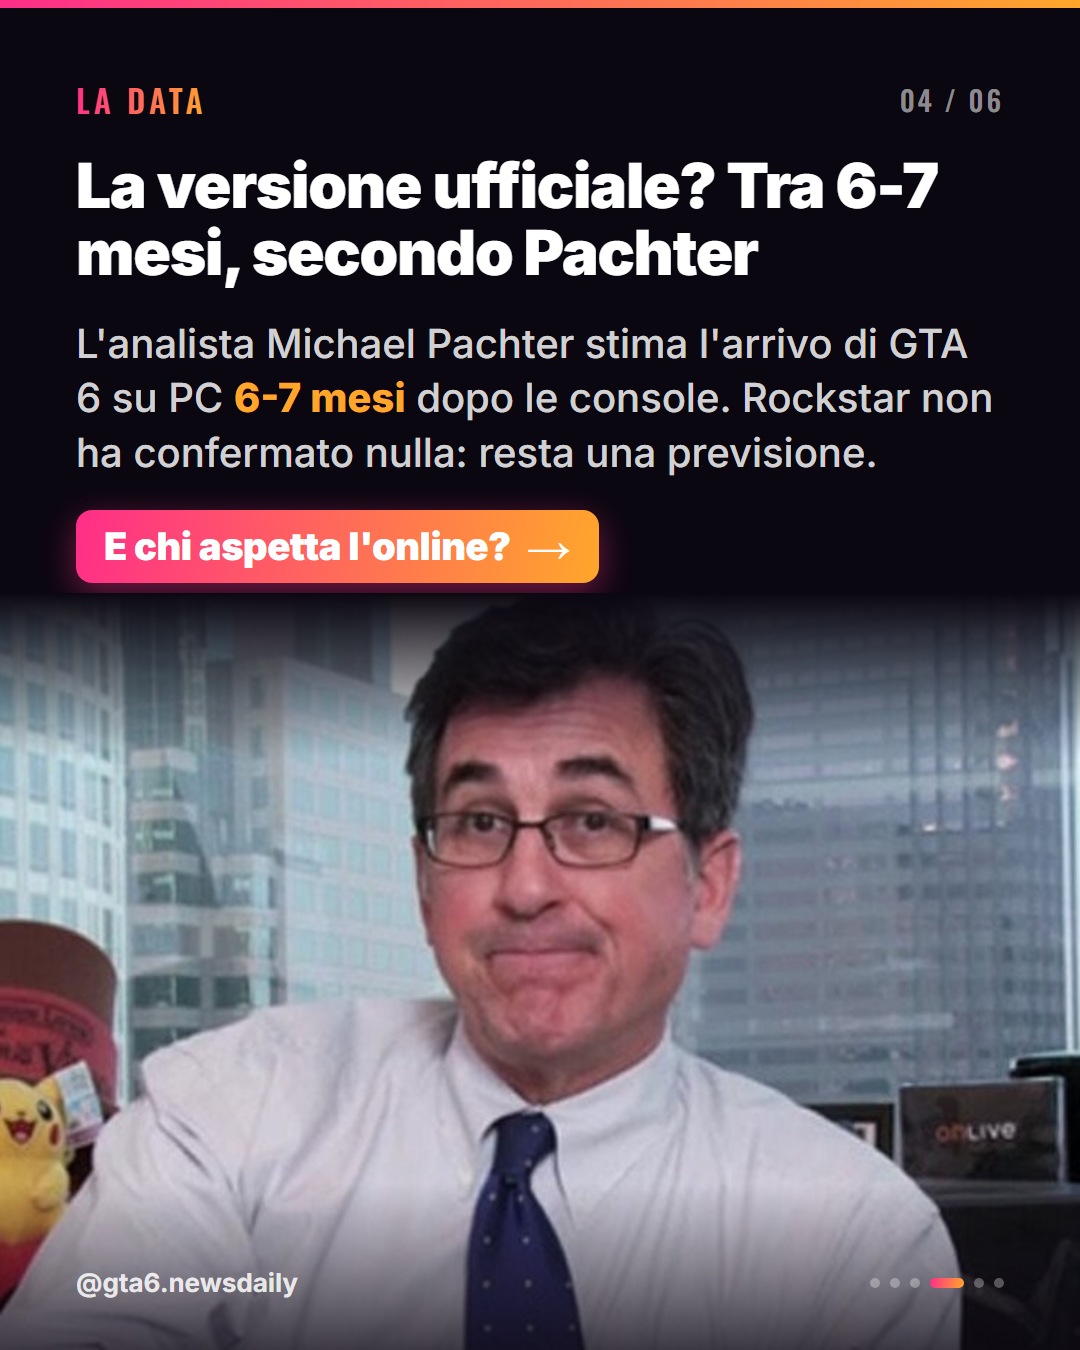 LA DATA
04 / 06
La versione ufficiale? Tra 6-7
mesi, secondo Pachter
L'analista Michael Pachter stima l'arrivo di GTA
6 su PC 6-7 mesi dopo le console. Rockstar non
ha confermato nulla: resta una previsione.
E chi aspetta l'online? →
onLIVE
@gta6.newsdaily